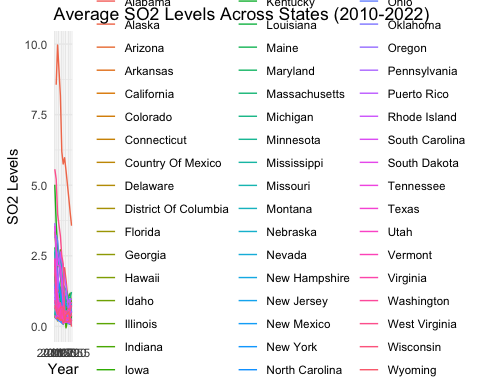 Alabama Kentucky Ohio
Average SO2 Levels Across States (2010-2022)
Alaska Louisiana Oklahoma
10.0 Arizona Maine Oregon
Arkansas Maryland Pennsylvania
California Massachusetts Puerto Rico
7.5 Colorado Michigan Rhode Island
Connecticut Minnesota South Carolina
Country Of Mexico Mississippi South Dakota
5.0 Delaware Missouri Tennessee
District Of Columbia Montana Texas
Florida Nebraska Utah
2.5 Georgia Nevada Vermont
Hawaii New Hampshire Virginia
Idaho New Jersey Washington
0.0 Illinois New Mexico West Virginia
Indiana New York Wisconsin
Iowa North Carolina Wyoming
Year
SO2 Levels